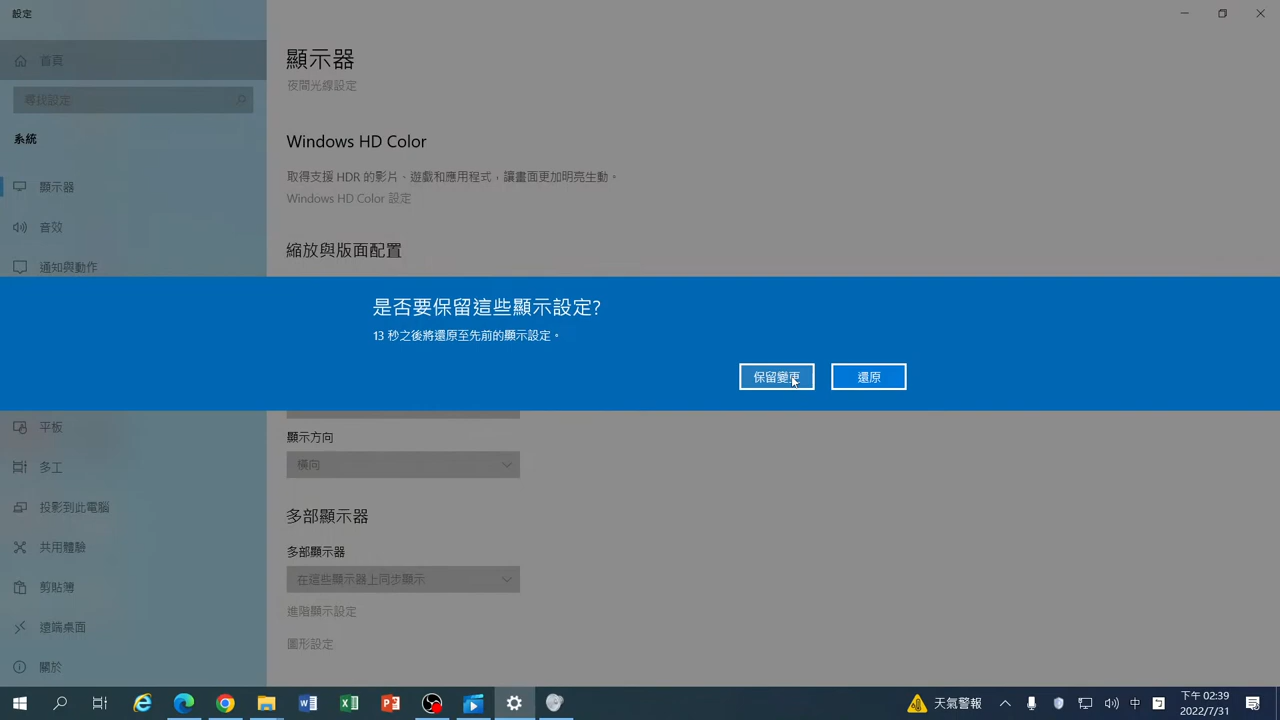 設定
首頁
尋找設定
系統
顯示器
音效
通知與動作
平板
多工
投影到此電腦
共用體驗
剪貼簿
遠端桌面
關於
顯示器
夜間光線設定
Windows HD Color
取得支援 HDR 的影片、遊戲和應用程式，讓畫面更加明亮生動。
Windows HD Color 設定
縮放與版面配置
是否要保留這些顯示設定?
13 秒之後將還原至先前的顯示設定。
保留變更
還原
顯示方向
橫向
多部顯示器
多部顯示器
在這些顯示器上同步顯示
進階顯示設定
圖形設定
天氣警報
中
下午 02:39
2022/7/31